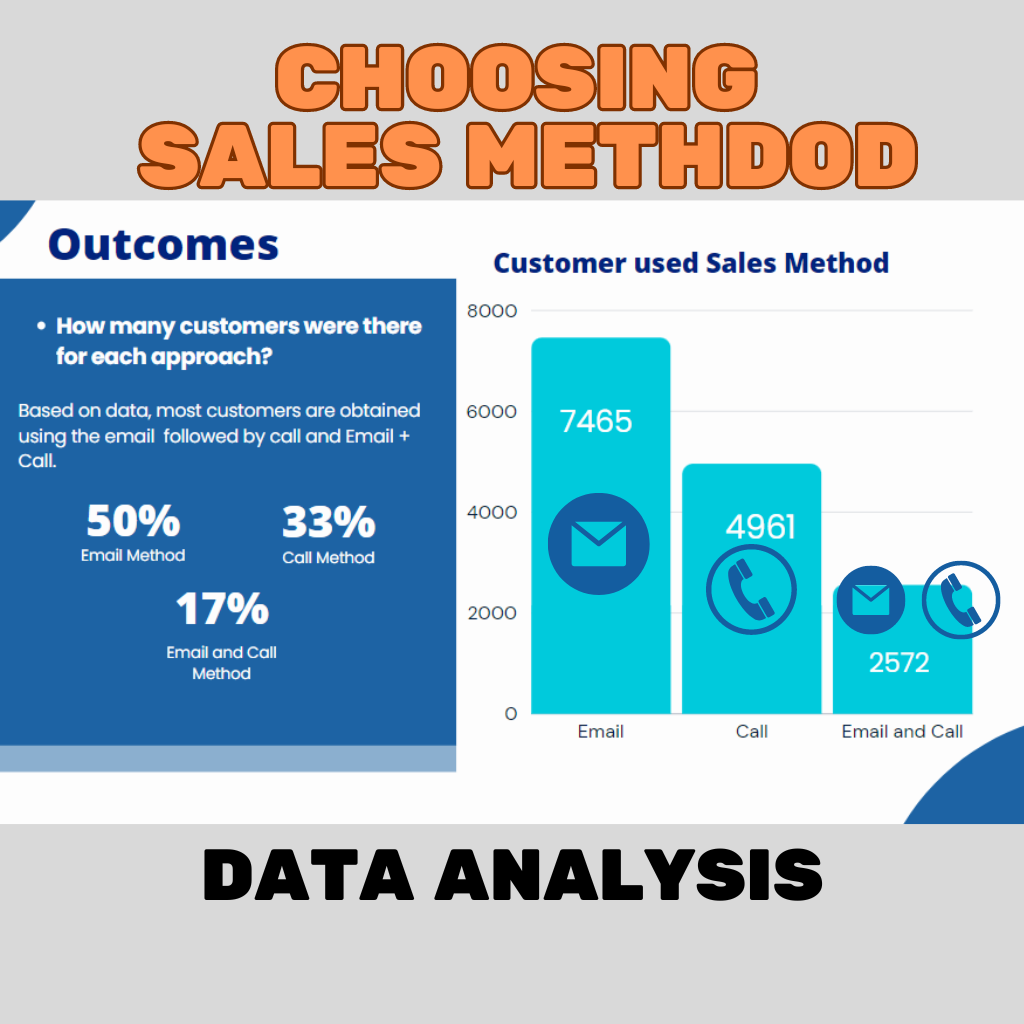 CHOOSING
SALES METHDOD
Outcomes
• How many customers were there
for each approach?
Based on data, most customers are obtained
using the email followed by call and Email +
Call.
50%
Email Method
33%
Call Method
17%
Email and Call
Method
Customer used Sales Method
8000
6000
4000
2000
0
7465
4961
2572
Email
Call
Email and Call
DATA ANALYSIS